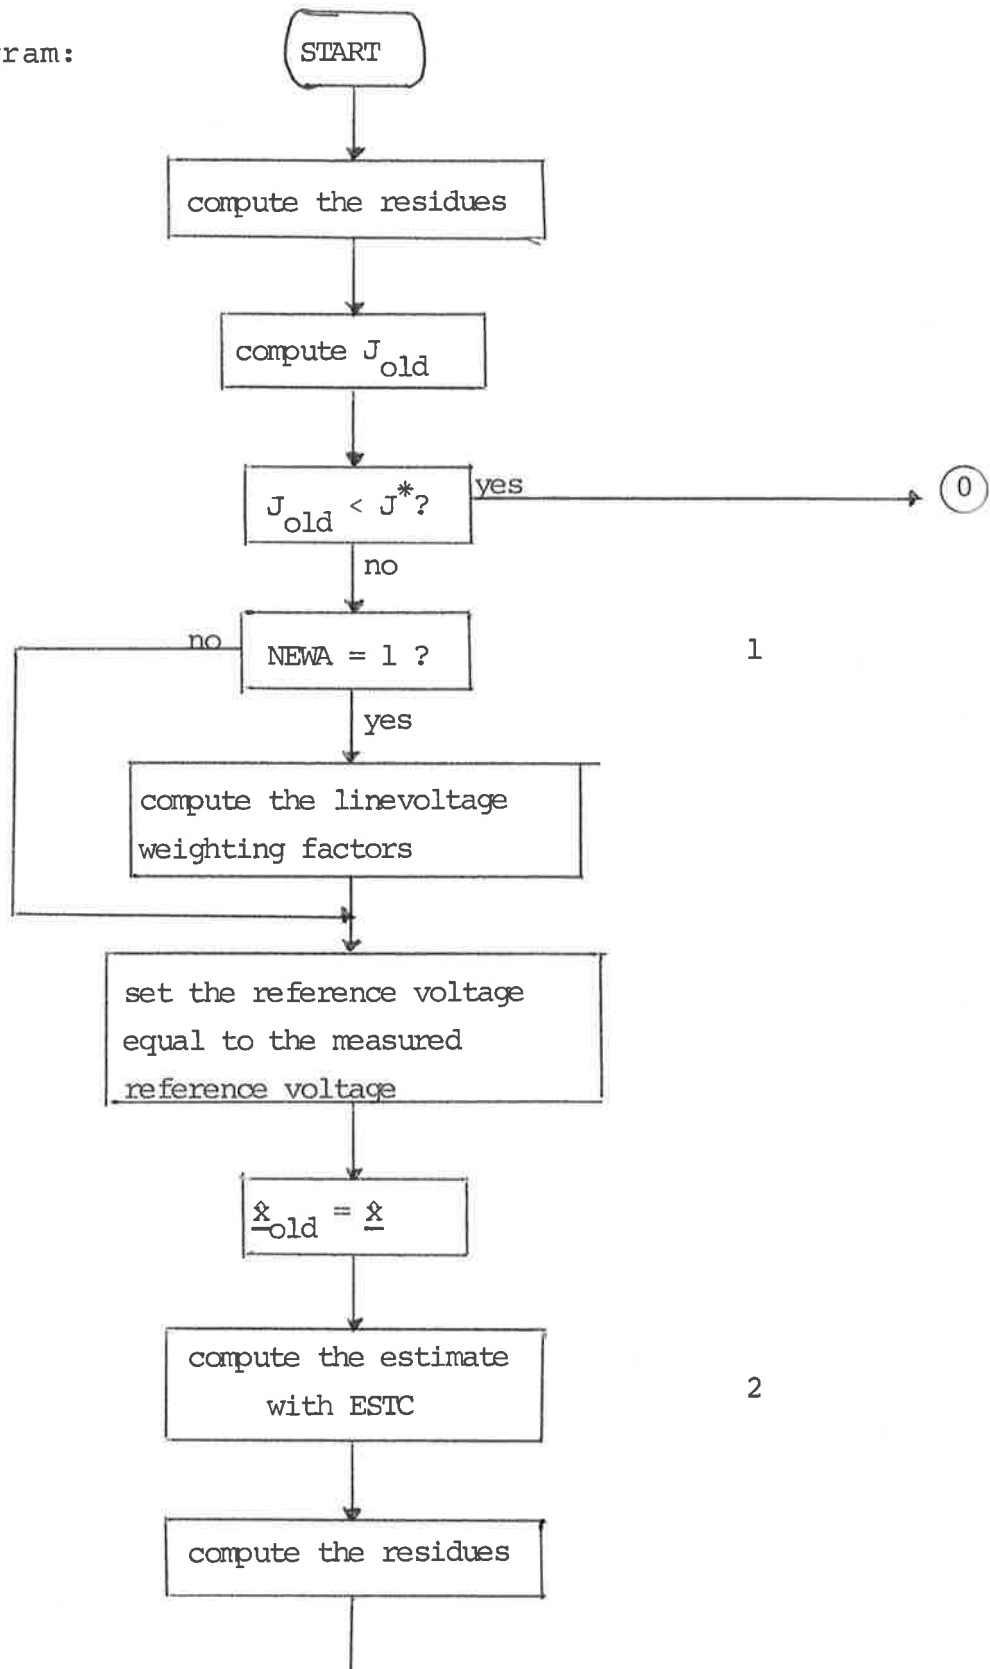 ram:
START
compute the residues
compute J_old
J_old < J*?
yes
0
no
no
NEWA = 1 ?
1
yes
compute the linevoltage
weighting factors
set the reference voltage
equal to the measured
reference voltage
x̂_old = x̂
compute the estimate
with ESTC
2
compute the residues